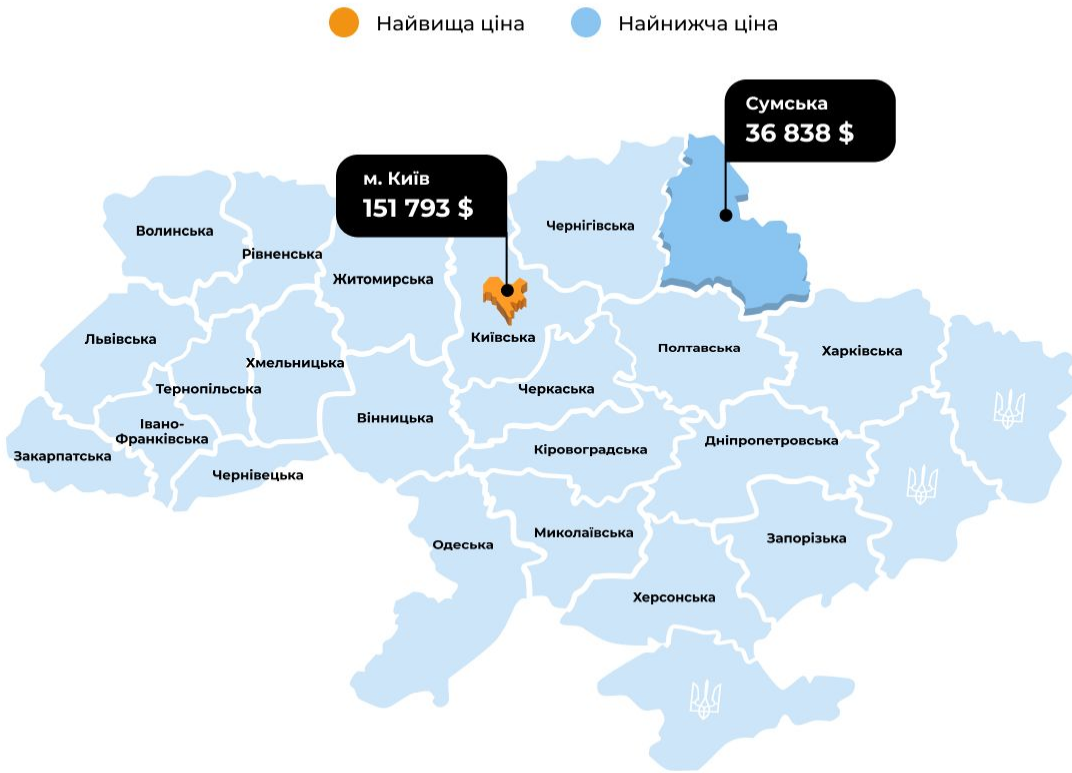 Найвища ціна
Найнижча ціна
Сумська
36 838 $
м. Київ
151 793 $
Волинська
Рівненська
Житомирська
Чернігівська
Київська
Львівська
Хмельницька
Тернопільська
Полтавська
Харківська
Черкаська
Вінницька
Івано-
Франківська
Закарпатська
Чернівецька
Кіровоградська
Дніпропетровська
Одеська
Миколаївська
Запорізька
Херсонська